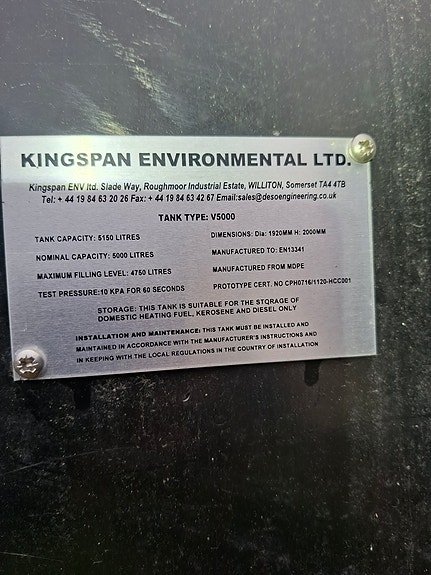 KINGSPAN ENVIRONMENTAL LTD.
Kingspan ENV ltd. Slade Way, Roughmoor Industrial Estate, WILLITON, Somerset TA4 4TB
Tel: + 44 19 84 63 20 26 Fax: + 44 19 84 63 42 67 Email:sales@desoengineering.co.uk
TANK TYPE: V5000
TANK CAPACITY: 5150 LITRES
NOMINAL CAPACITY: 5000 LITERS
MAXIMUM FILLING LEVEL: 4750 LITERS
TEST PRESSURE:10 KPA FOR 60 SECONDS
DIMENSIONS: Dia: 1920MM H: 2000MM
MANUFACTURED TO: EN13341
MANUFACTURED FROM MDPE
PROTOTYPE CERT. NO CPH0716/1120-HCC001
STORAGE: THIS TANK IS SUITABLE FOR THE STORAGE OF
DOMESTIC HEATING FUEL, KEROSENE AND DIESEL ONLY
INSTALLATION AND MAINTENANCE: THIS TANK MUST BE INSTALLED AND
MAINTAINED IN ACCORDANCE WITH THE MANUFACTURER'S INSTRUCTIONS AND
IN KEEPING WITH THE LOCAL REGULATIONS IN THE COUNTRY OF INSTALLATION